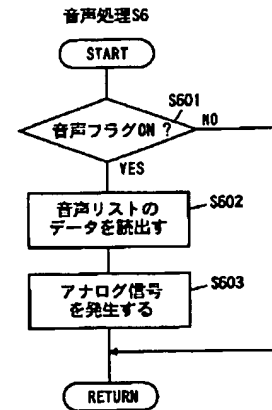 音声処理S6
START
S601
音声フラグON ?
NO
YES
音声リストの
データを読出す
S602
アナログ信号
を発生する
S603
RETURN